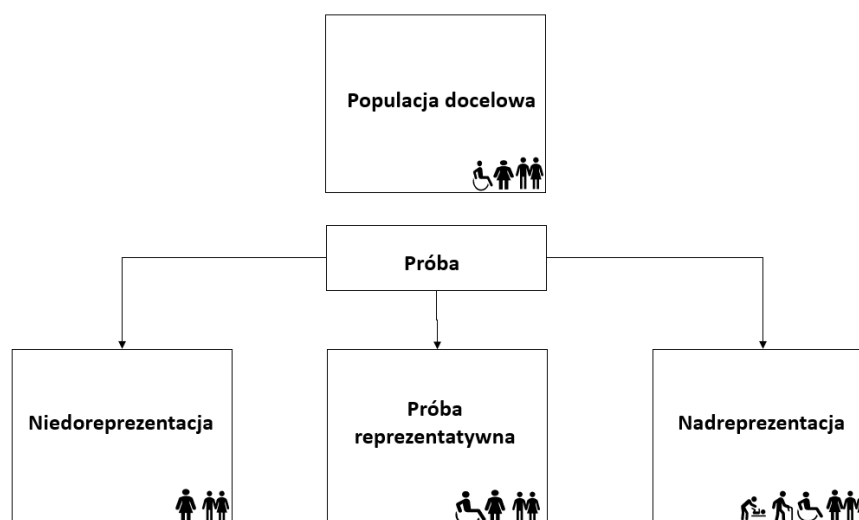 Populacja docelowa
Próba
Niedoreprezentacja
Próba
reprezentatywna
Nadreprezentacja